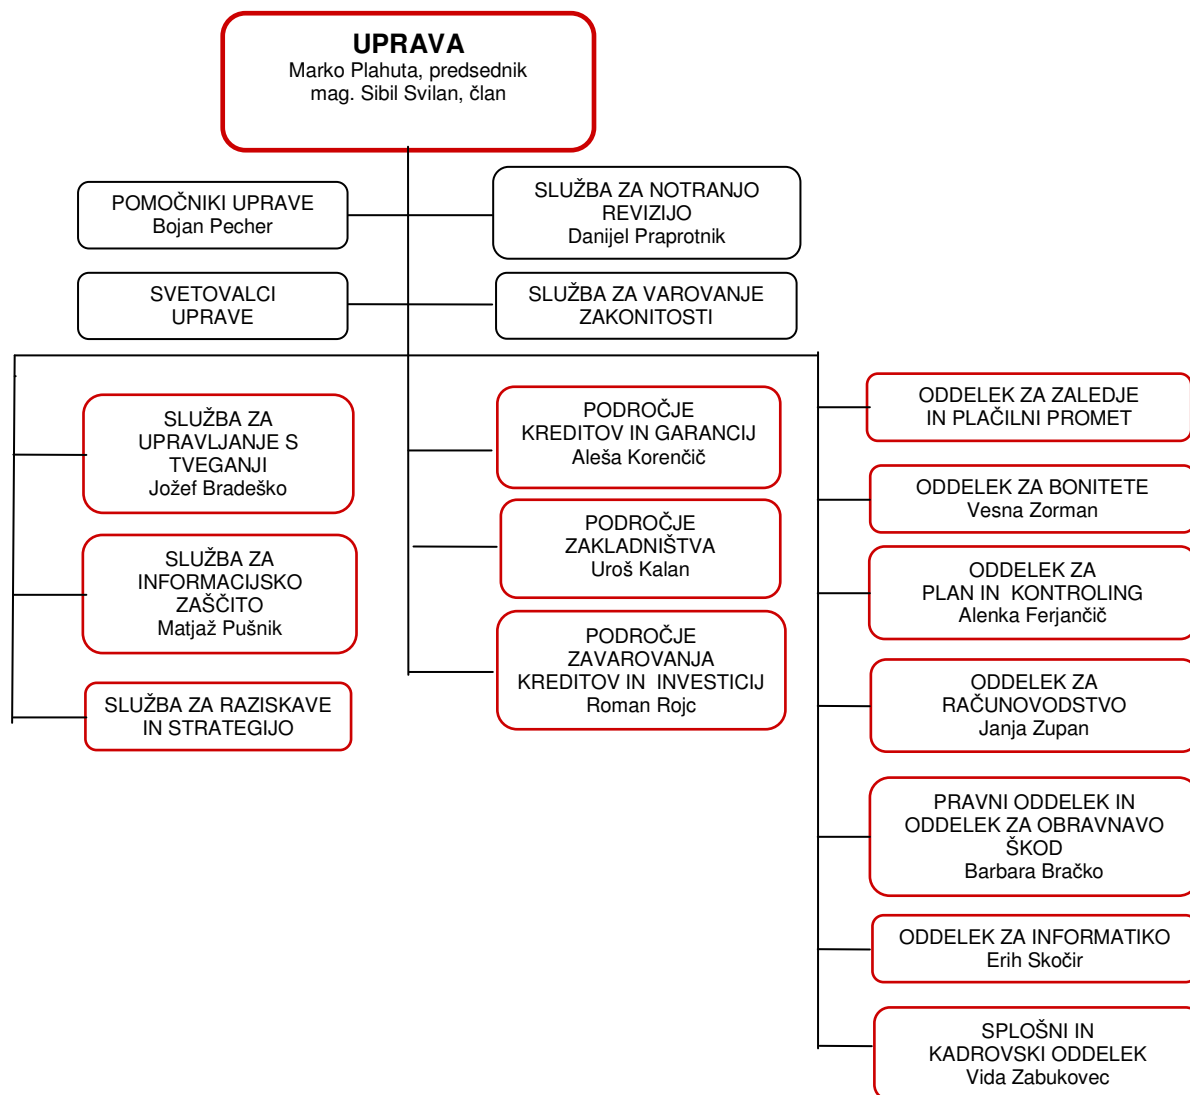 UPRAVA
Marko Plahuta, predsednik
mag. Sibil Svilan, član
POMOČNIKI UPRAVE
Bojan Pecher
SLUŽBA ZA NOTRANJO
REVIZIJO
Danijel Praprotnik
SVETOVALCI
UPRAVE
SLUŽBA ZA VAROVANJE
ZAKONITOSTI
SLUŽBA ZA
UPRAVLJANJE S
TVEGANJI
Jožef Bradeško
SLUŽBA ZA
INFORMACIJSKO
ZAŠČITO
Matjaž Pušnik
SLUŽBA ZA RAZISKAVE
IN STRATEGIJO
PODROČJE
KREDITOV IN GARANCIJ
Aleša Korenčič
PODROČJE
ZAKLADNIŠTVA
Uroš Kalan
PODROČJE
ZAVAROVANJA
KREDITOV IN INVESTICIJ
Roman Rojc
ODDELEK ZA ZALEDJE
IN PLAČILNI PROMET
ODDELEK ZA BONITETE
Vesna Zorman
ODDELEK ZA
PLAN IN KONTROLING
Alenka Ferjančič
ODDELEK ZA
RAČUNOVODSTVO
Janja Zupan
PRAVNI ODDELEK IN
ODDELEK ZA OBRAVNAVO
ŠKOD
Barbara Bračko
ODDELEK ZA INFORMATIKO
Erih Skočir
SPLOŠNI IN
KADROVSKI ODDELEK
Vida Zabukovec